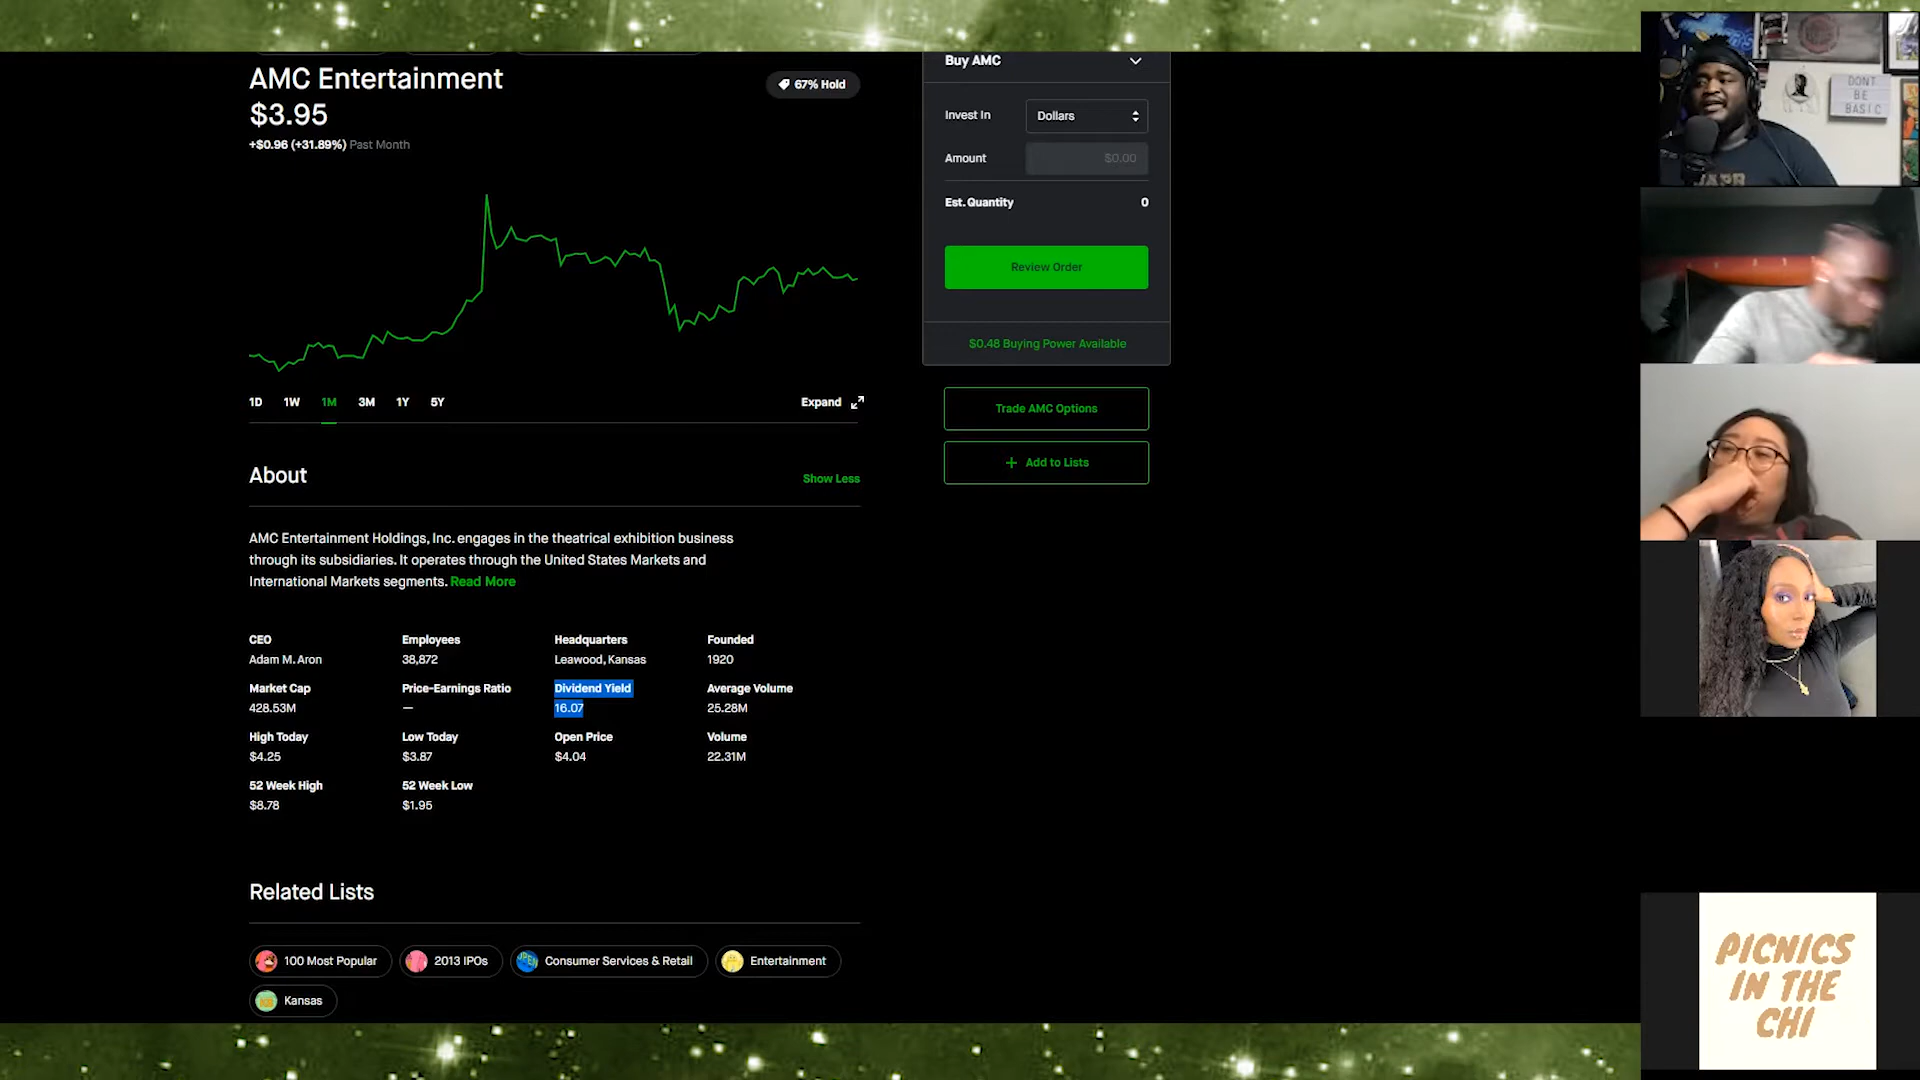 AMC Entertainment
$3.95
67% Hold
+$0.96 (+31.89%) Past Month
1D 1W 1M 3M 1Y 5Y
Expand
About
Show Less
AMC Entertainment Holdings, Inc. engages in the theatrical exhibition business
through its subsidiaries. It operates through the United States Markets and
International Markets segments. Read More
CEO Employees Headquarters Founded
Adam M. Aron 38,872 Leawood, Kansas 1920
Market Cap Price-Earnings Ratio Dividend Yield Average Volume
428.53M — 16.07 25.28M
High Today Low Today Open Price Volume
$4.25 $3.87 $4.04 22.31M
52 Week High 52 Week Low
$8.78 $1.95
Related Lists
100 Most Popular 2013 IPOs Consumer Services & Retail Entertainment
Kansas
Buy AMC
Invest In Dollars
Amount $0.00
Est. Quantity 0
Review Order
$0.48 Buying Power Available
Trade AMC Options
+ Add to Lists
DONT
BE
BASIC
PICNICS
IN THE
CHI